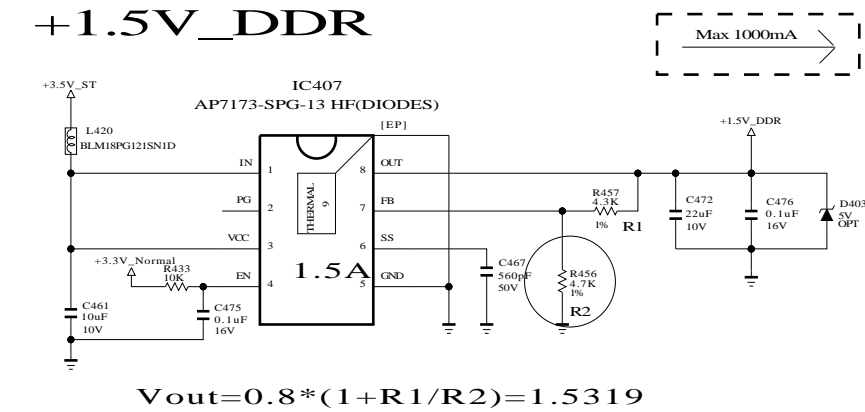 +1.5V_DDR
Max 1000mA
+3.5V_ST
IC407
AP7173-SPG-13 HF(DIODES)
L420
BLM18PG121SN1D
[EP]
+1.5V_DDR
IN
1
8
OUT
THERMAL
9
PG
2
7
FB
R457
4.3K
1%
R1
C472
22uF
10V
C476
0.1uF
16V
D403
5V
OPT
VCC
3
6
SS
+3.3V_Normal
R433
10K
EN
4
1.5A
5
GND
C467
560pF
50V
R456
4.7K
1%
R2
C461
10uF
10V
C475
0.1uF
16V
Vout=0.8*(1+R1/R2)=1.5319